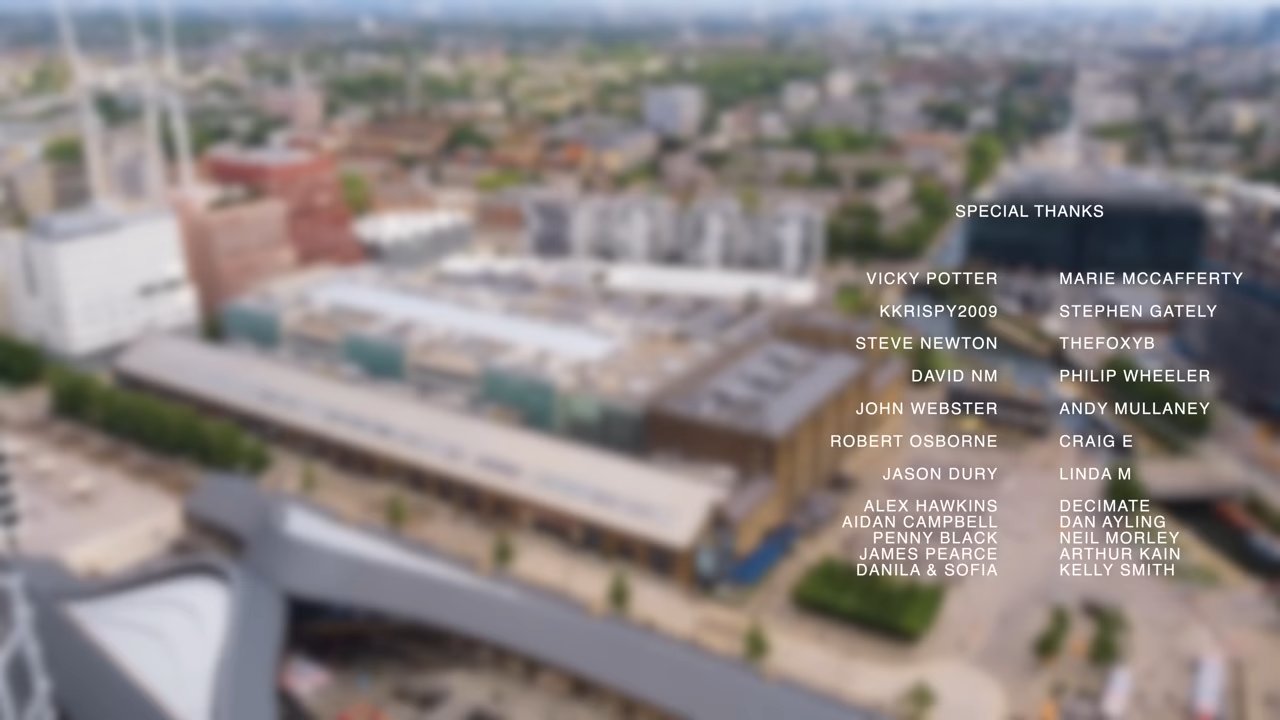 SPECIAL THANKS
VICKY POTTER MARIE MCCAFFERTY
KKRISPY2009 STEPHEN GATELY
STEVE NEWTON THEFOXYB
DAVID NM PHILIP WHEELER
JOHN WEBSTER ANDY MULLANEY
ROBERT OSBORNE CRAIG E
JASON DURY LINDA M
ALEX HAWKINS DECIMATE
AIDAN CAMPBELL DAN AYLING
PENNY BLACK NEIL MORLEY
JAMES PEARCE ARTHUR KAIN
DANILA & SOFIA KELLY SMITH